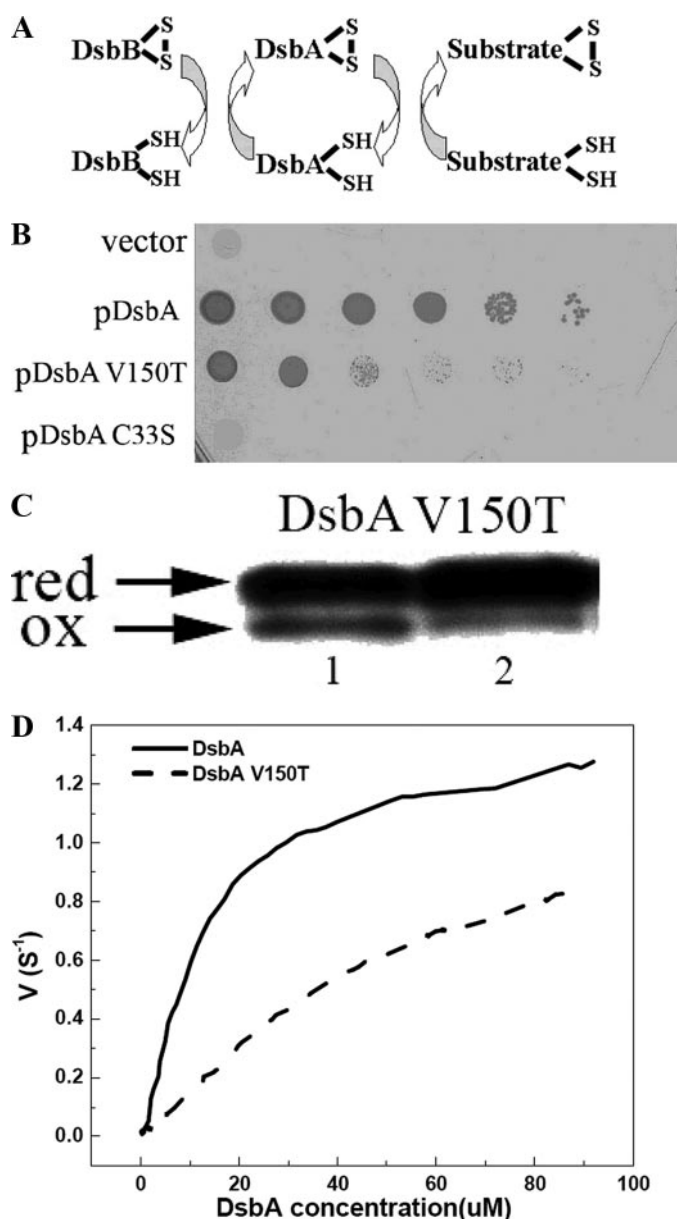 A
DsbB S S DsbA S S Substrate S S
DsbB SH SH DsbA SH SH Substrate SH SH
B
vector
pDsbA
pDsbA V150T
pDsbA C33S
C
DsbA V150T
red
ox
1 2
D
DsbA
DsbA V150T
1.4
1.2
1.0
0.8
0.6
0.4
0.2
0.0
V (S-1)
0 20 40 60 80 100
DsbA concentration(uM)